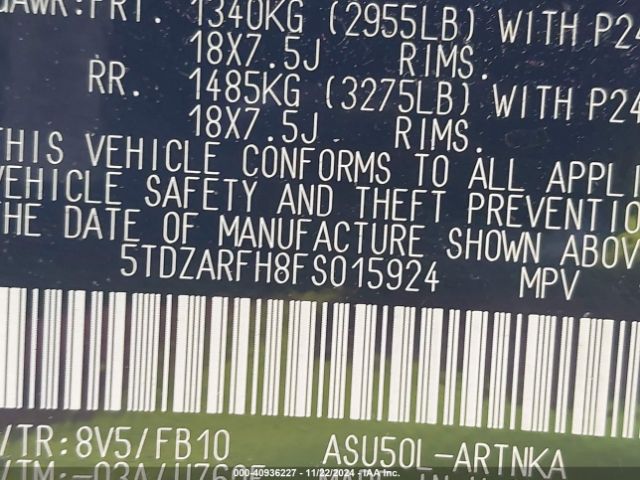 GAWR:FRT. 1340KG (2955LB) WITH P24
18X7.5J RIMS.
RR. 1485KG (3275LB) WITH P24
18X7.5J RIMS.
THIS VEHICLE CONFORMS TO ALL APPLI
VEHICLE SAFETY AND THEFT PREVENTIO
THE DATE OF MANUFACTURE SHOWN ABOV
5TDZARFH8FS015924 MPV
/TR:8V5/FB10 ASU50L-ARTNKA
000-40936227 - 11/22/2024 - IAA, Inc.